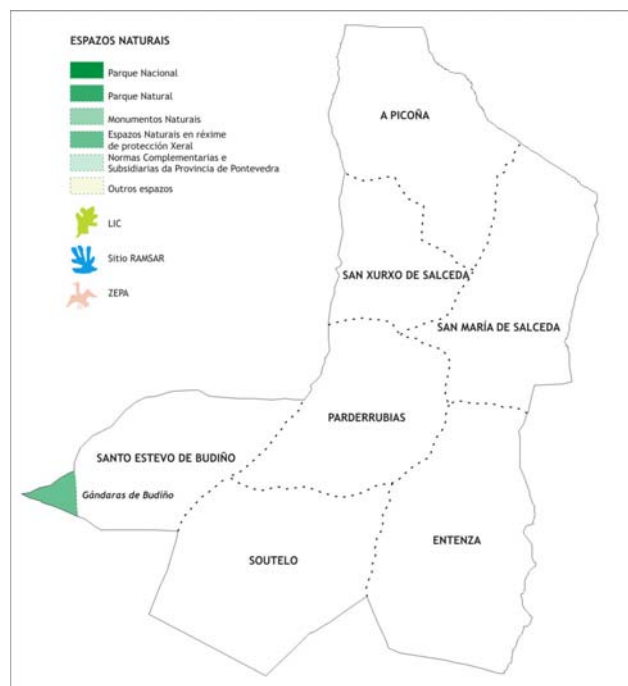 ESPAZOS NATURAIS
Parque Nacional
Parque Natural
Monumentos Naturais
Espazos Naturais en réxime
de protección Xeral
Normas Complementarias e
Subsidiarias da Provincia de Pontevedra
Outros espazos
LIC
Sitio RAMSAR
ZEPA
A PICOÑA
SAN XURXO DE SALCEDA
SAN MARÍA DE SALCEDA
PARDERRUBIAS
SANTO ESTEVO DE BUDIÑO
Gándaras de Budiño
ENTENZA
SOUTELO